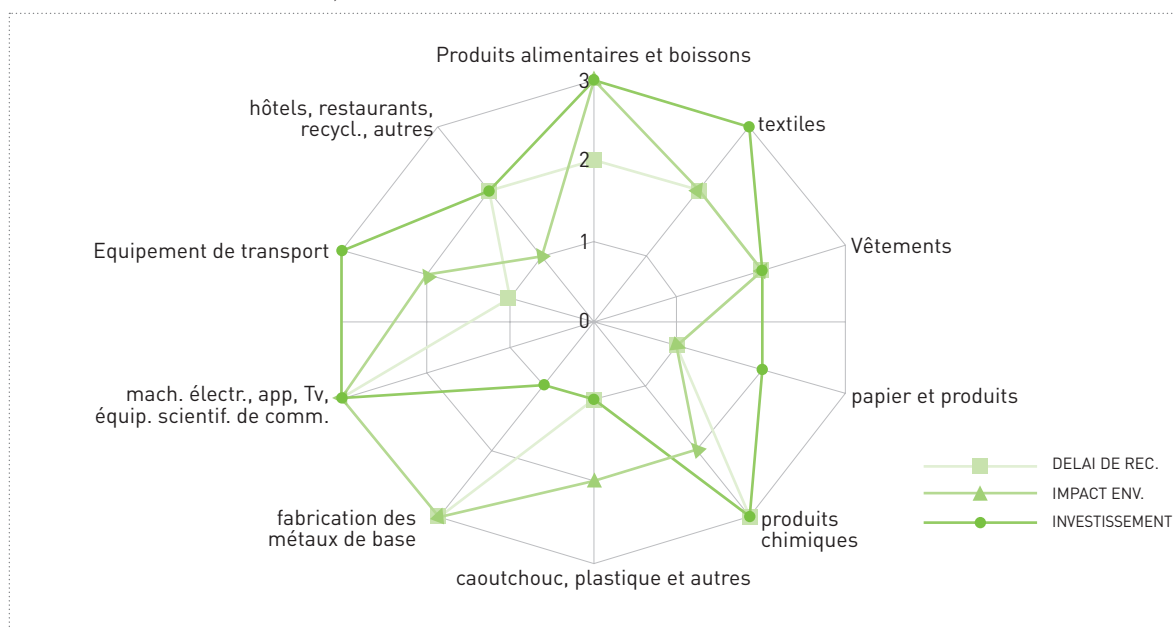 Produits alimentaires et boissons
3
hôtels, restaurants,
recycl., autres
textiles
2
Vêtements
Equipement de transport
1
0
mach. électr., app, Tv,
équip. scientif. de comm.
papier et produits
DELAI DE REC.
IMPACT ENV.
INVESTISSEMENT
fabrication des
métaux de base
produits
chimiques
caoutchouc, plastique et autres